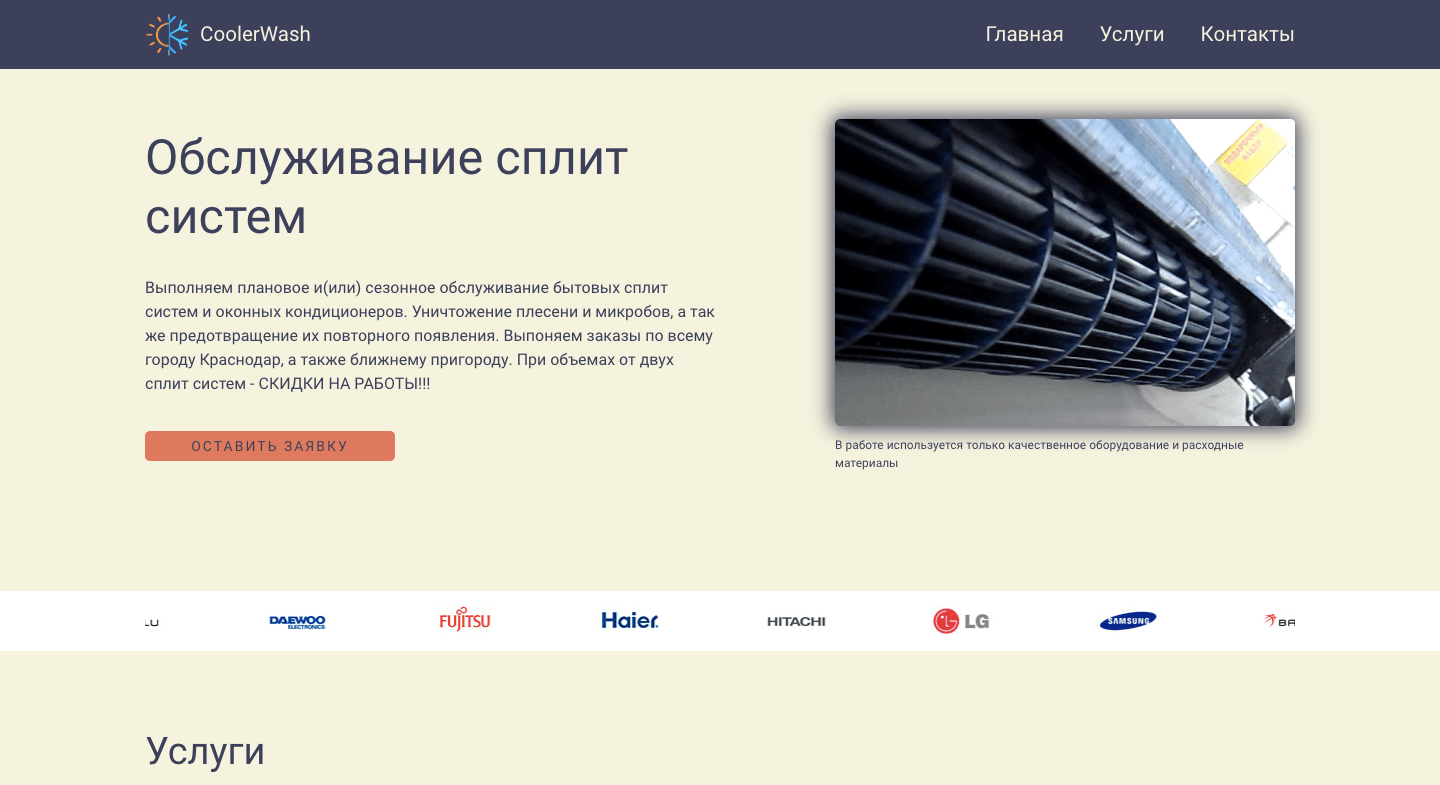 CoolerWash
Главная Услуги Контакты
Обслуживание сплит
систем
Выполняем плановое и(или) сезонное обслуживание бытовых сплит
систем и оконных кондиционеров. Уничтожение плесени и микробов, а так
же предотвращение их повторного появления. Выпоняем заказы по всему
городу Краснодар, а также ближнему пригороду. При объемах от двух
сплит систем - СКИДКИ НА РАБОТЫ!!!
ОСТАВИТЬ ЗАЯВКУ
В работе используется только качественное оборудование и расходные
материалы
LU DAEWOO FUJITSU Haier HITACHI LG SAMSUNG BA
ELECTRONICS
Услуги